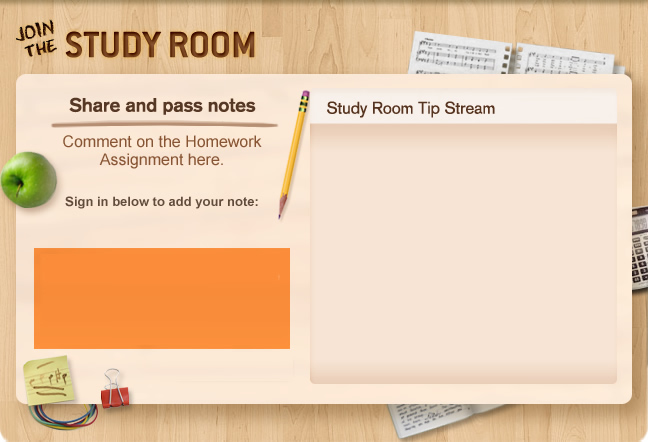 JOIN
THE STUDY ROOM
Share and pass notes
Comment on the Homework
Assignment here.
Sign in below to add your note:
Study Room Tip Stream